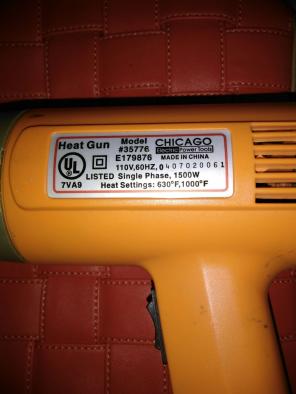 Heat Gun Model CHICAGO
#35776 Electric Power Tools
UL E179876 MADE IN CHINA
110V,60HZ, 0407020061
LISTED Single Phase, 1500W
7VA9 Heat Settings: 630°F,1000°F